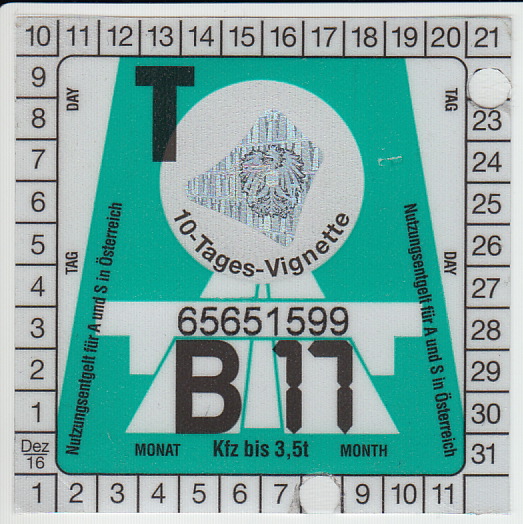 10 11 12 13 14 15 16 17 18 19 20 21
9
8
7
6
5
4
3
2
1
Dez
16
23
24
25
26
27
28
29
30
31
1 2 3 4 5 6 7 9 10 11
DAY
TAG
TAG
DAY
T
10-Tages-Vignette
Nutzungsentgelt für A und S in Österreich
Nutzungsentgelt für A und S in Österreich
65651599
B 17
MONAT Kfz bis 3,5t MONTH